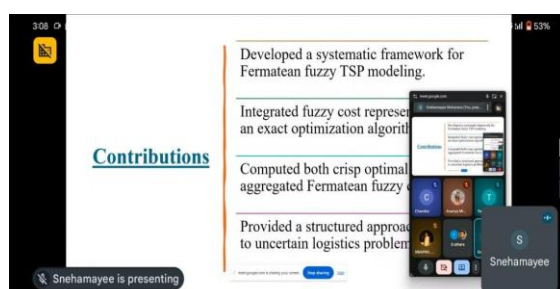 3:08
53%
Developed a systematic framework for
Fermatean fuzzy TSP modeling.
Integrated fuzzy cost represen
an exact optimization algorith
Contributions
Computed both crisp optimal
aggregated Fermatean fuzzy
Provided a structured approa
to uncertain logistics problem
Stop sharing
Contributions
C
T
S
Snehamayee
Snehamayee is presenting